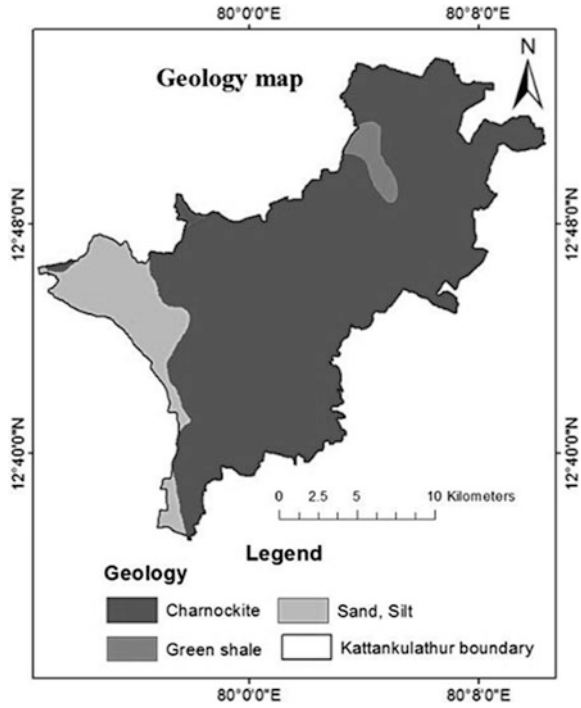 80°0'0"E 80°8'0"E
N
Geology map
12°48'0"N 12°48'0"N
12°40'0"N 12°40'0"N
0 2.5 5 10 Kilometers
Legend
Geology
Charnockite Sand, Silt
Green shale Kattankulathur boundary
80°0'0"E 80°8'0"E